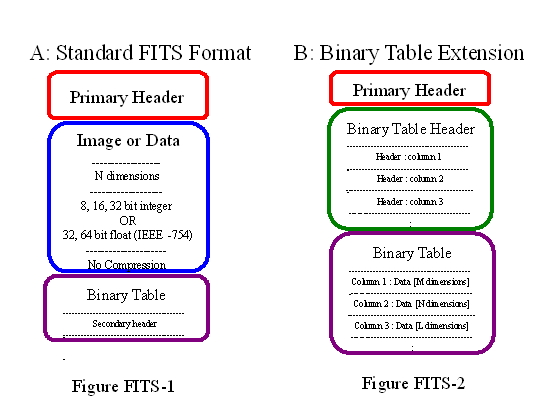 A: Standard FITS Format
Primary Header
Image or Data
N dimensions
8, 16, 32 bit integer
OR
32, 64 bit float (IEEE -754)
No Compression
Binary Table
Secondary header
Figure FITS-1
B: Binary Table Extension
Primary Header
Binary Table Header
Header : column 1
Header : column 2
Header : column 3
:
Binary Table
Column 1 : Data [M dimensions]
Column 2 : Data [N dimensions]
Column 3 : Data [L dimensions]
:
Figure FITS-2